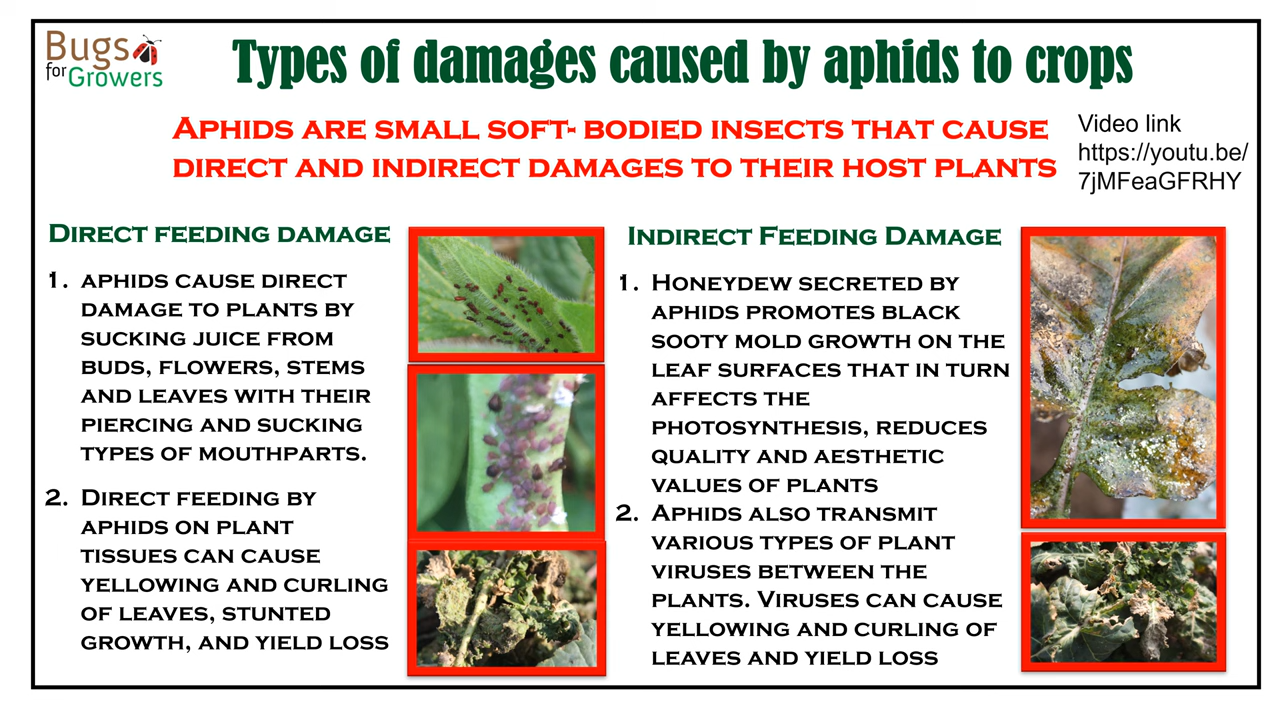 Bugs
for Growers
Types of damages caused by aphids to crops
APHIDS ARE SMALL SOFT- BODIED INSECTS THAT CAUSE
DIRECT AND INDIRECT DAMAGES TO THEIR HOST PLANTS
Video link
https://youtu.be/
7jMFeaGFRHY
DIRECT FEEDING DAMAGE
1. APHIDS CAUSE DIRECT
DAMAGE TO PLANTS BY
SUCKING JUICE FROM
BUDS, FLOWERS, STEMS
AND LEAVES WITH THEIR
PIERCING AND SUCKING
TYPES OF MOUTHPARTS.
2. DIRECT FEEDING BY
APHIDS ON PLANT
TISSUES CAN CAUSE
YELLOWING AND CURLING
OF LEAVES, STUNTED
GROWTH, AND YIELD LOSS
INDIRECT FEEDING DAMAGE
1. HONEYDEW SECRETED BY
APHIDS PROMOTES BLACK
SOOTY MOLD GROWTH ON THE
LEAF SURFACES THAT IN TURN
AFFECTS THE
PHOTOSYNTHESIS, REDUCES
QUALITY AND AESTHETIC
VALUES OF PLANTS
2. APHIDS ALSO TRANSMIT
VARIOUS TYPES OF PLANT
VIRUSES BETWEEN THE
PLANTS. VIRUSES CAN CAUSE
YELLOWING AND CURLING OF
LEAVES AND YIELD LOSS